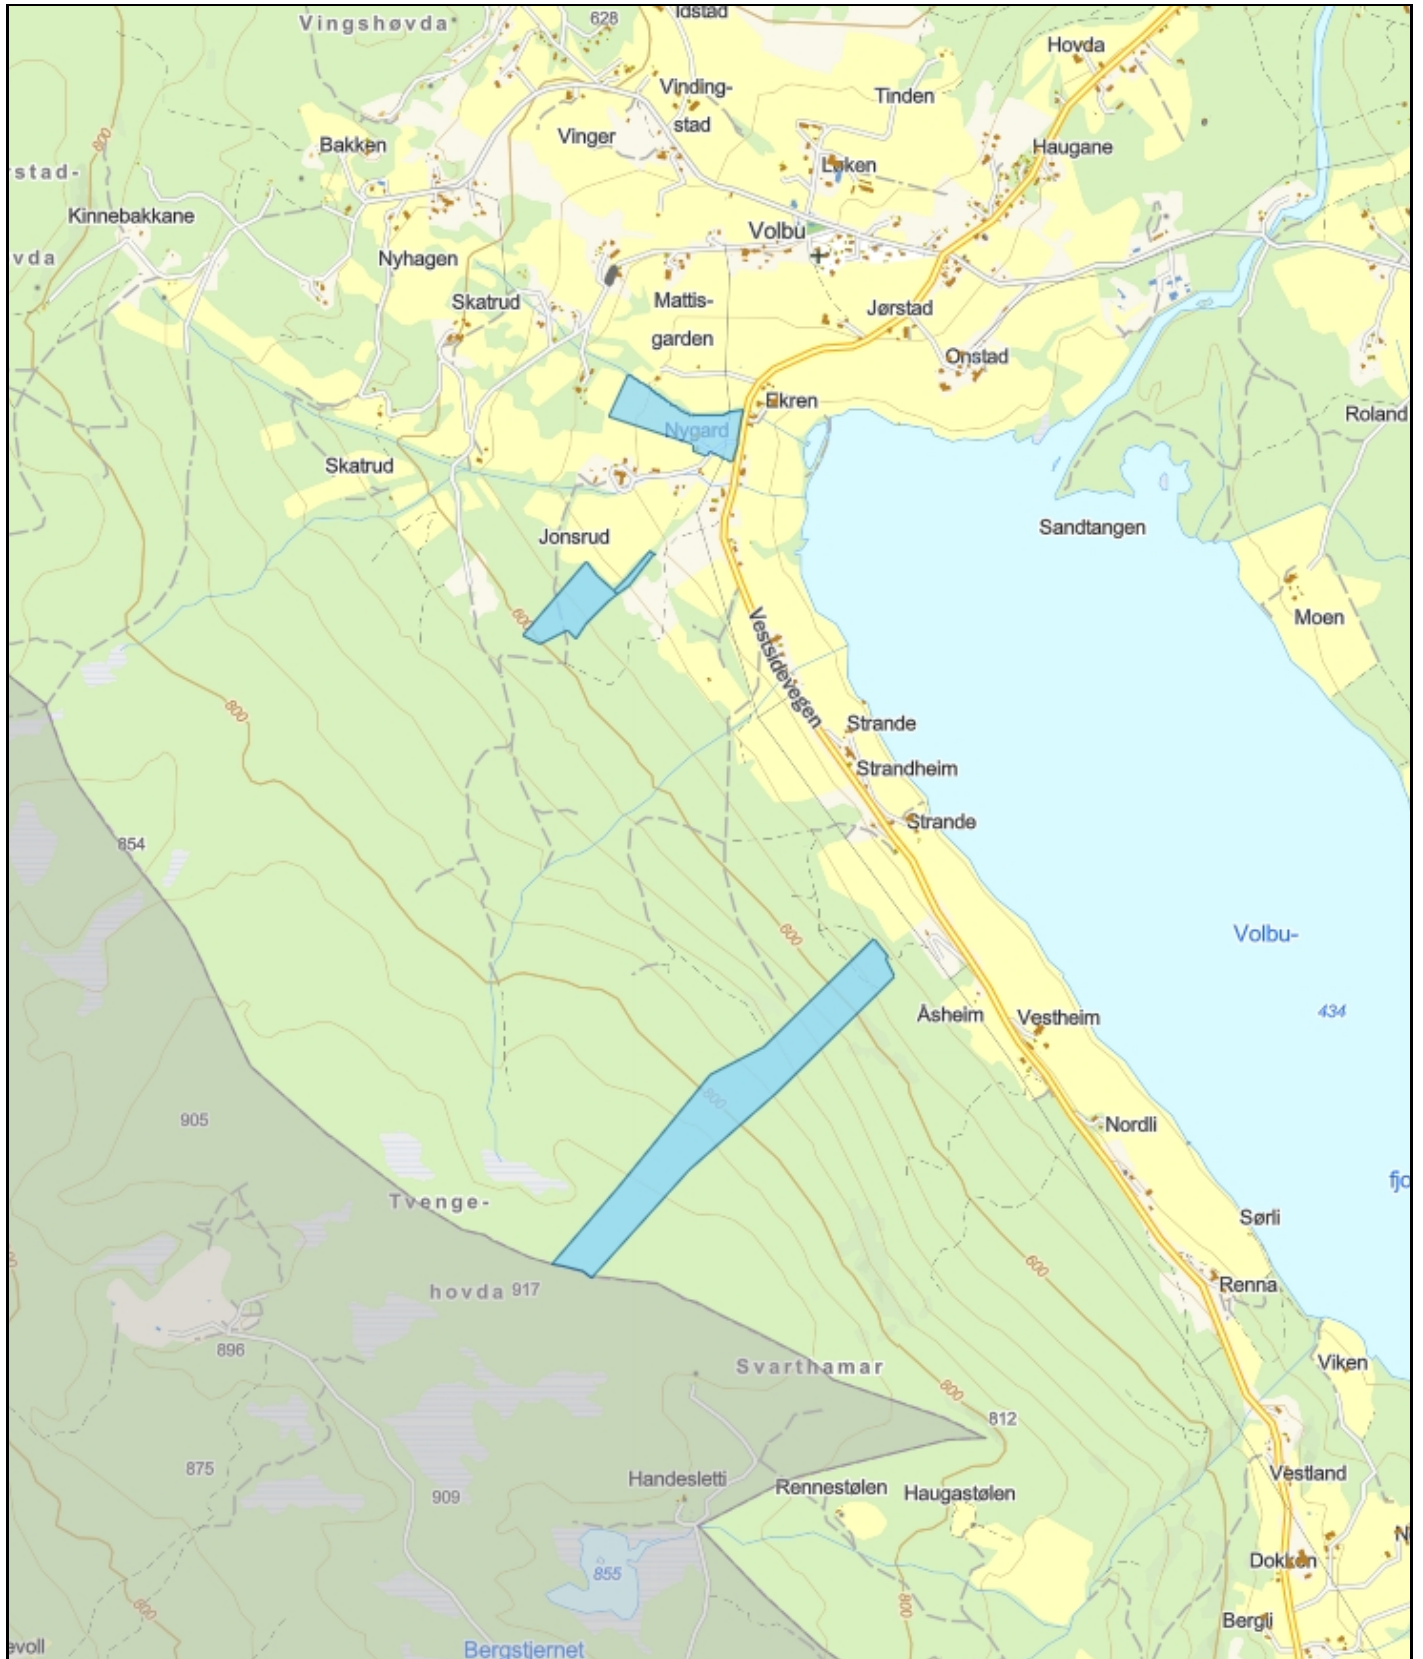 Idstad
Vingshøvda
628
Hovda
Vinding-
stad
Tinden
800
Vinger
Bakken
Løken
Haugane
rstad-
Kinnebakkane
Volbu
vda
Nyhagen
Skatrud
Mattis-
garden
Jørstad
Onstad
Ekren
Roland
Nygard
Skatrud
Sandtangen
Jonsrud
600
Moen
Vestsidevegen
800
Strande
Strandheim
Strande
854
600
Volbu-
434
Åsheim
Vestheim
800
905
Nordli
fjo
Tvenge-
Sørli
600
hovda 917
Renna
896
Svarthamar
Viken
800
812
875
Handesletti
909
Rennestølen
Haugastølen
Vestland
Dokken
855
800
800
Bergli
evoll
Bergstjernet